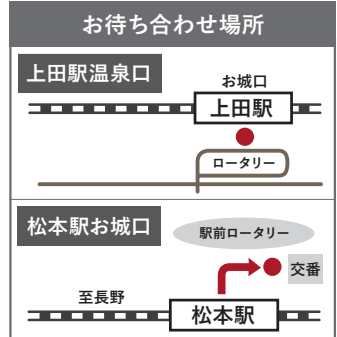 お待ち合わせ場所
上田駅温泉口
お城口
上田駅
ロータリー
松本駅お城口
駅前ロータリー
交番
至長野
松本駅